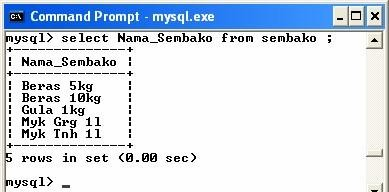 Command Prompt - mysql.exe
mysql> select Nama_Sembako from sembako ;
+--------------+
| Nama_Sembako |
+--------------+
| Beras 5kg    |
| Beras 10kg   |
| Gula 1kg     |
| Myk Grg 1l   |
| Myk Tnh 1l   |
+--------------+
5 rows in set (0.00 sec)
mysql> _